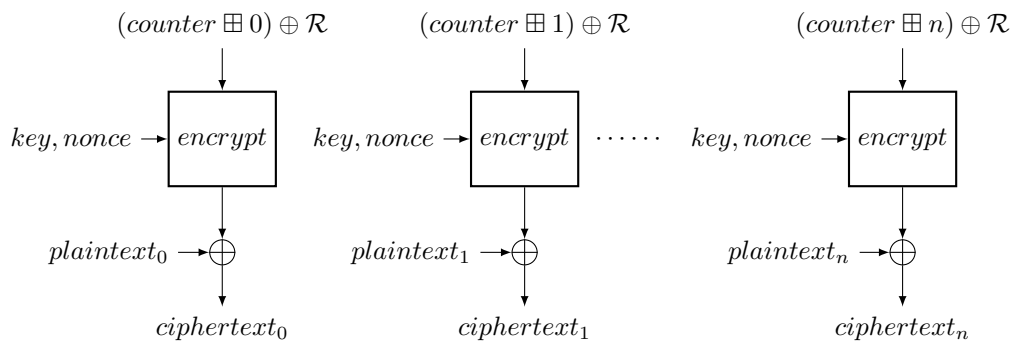 (counter ⊞ 0) ⊕ ℛ (counter ⊞ 1) ⊕ ℛ (counter ⊞ n) ⊕ ℛ
key, nonce encrypt key, nonce encrypt ······ key, nonce encrypt
plaintext₀ ⊕ plaintext₁ ⊕ plaintextₙ ⊕
ciphertext₀ ciphertext₁ ciphertextₙ